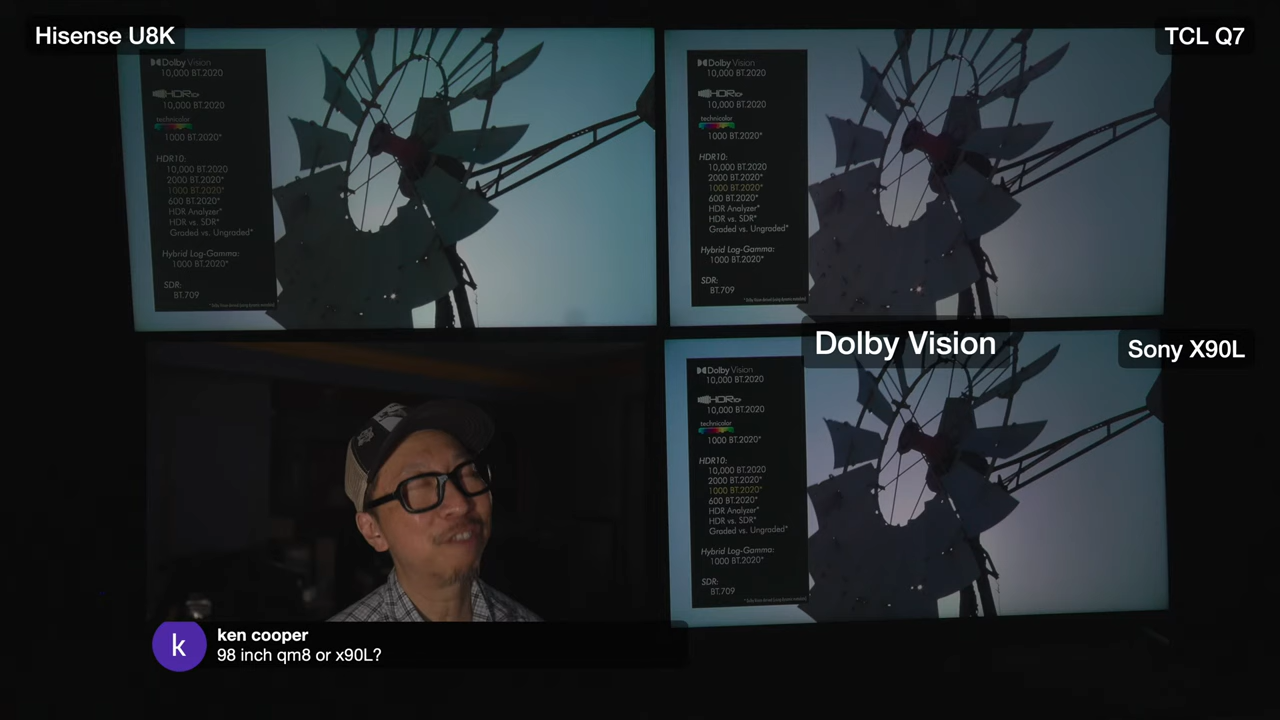 Hisense U8K
Dolby Vision
10,000 BT.2020
HDR10+
10,000 BT.2020
technicolor
1000 BT.2020*
HDR10:
10,000 BT.2020
2000 BT.2020*
1000 BT.2020*
600 BT.2020*
HDR Analyzer*
HDR vs. SDR*
Graded vs. Ungraded*
Hybrid Log-Gamma:
1000 BT.2020*
SDR:
BT.709
TCL Q7
Dolby Vision
10,000 BT.2020
HDR10+
10,000 BT.2020
technicolor
1000 BT.2020*
HDR10:
10,000 BT.2020
2000 BT.2020*
1000 BT.2020*
600 BT.2020*
HDR Analyzer*
HDR vs. SDR*
Graded vs. Ungraded*
Hybrid Log-Gamma:
1000 BT.2020*
SDR:
BT.709
Dolby Vision
Sony X90L
Dolby Vision
10,000 BT.2020
HDR10+
10,000 BT.2020
technicolor
1000 BT.2020*
HDR10:
10,000 BT.2020
2000 BT.2020*
1000 BT.2020*
600 BT.2020*
HDR Analyzer*
HDR vs. SDR*
Graded vs. Ungraded*
Hybrid Log-Gamma:
1000 BT.2020*
SDR:
BT.709
k
ken cooper
98 inch qm8 or x90L?